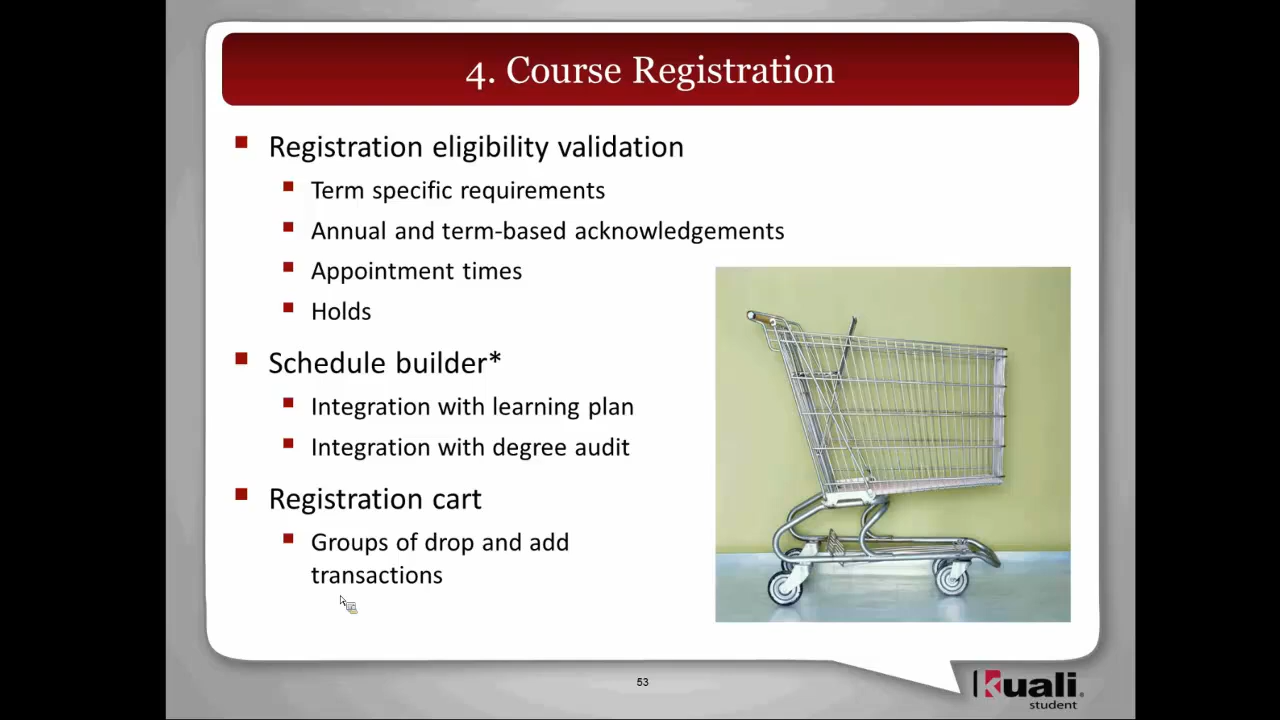 4. Course Registration
Registration eligibility validation
Term specific requirements
Annual and term-based acknowledgements
Appointment times
Holds
Schedule builder*
Integration with learning plan
Integration with degree audit
Registration cart
Groups of drop and add
transactions
53
Kuali
student